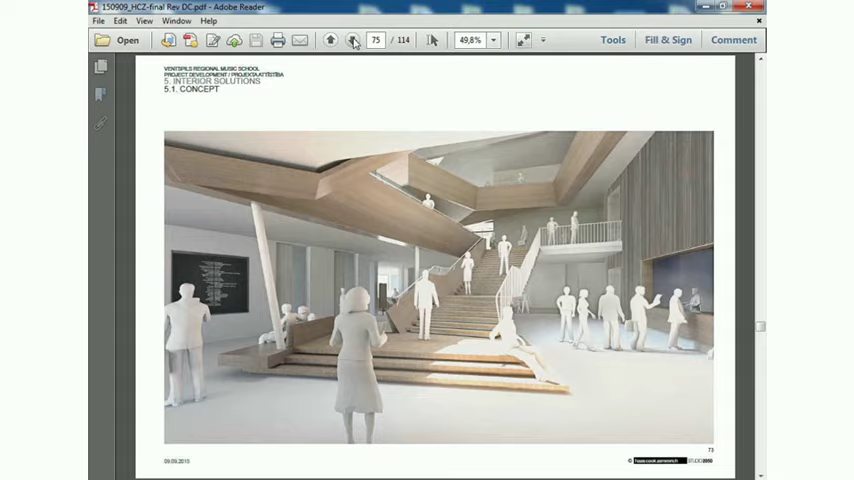 150909_HCZ-final Rev DC.pdf - Adobe Reader
File Edit View Window Help
Open 75 / 114 49,8% Tools Fill & Sign Comment
VENTSPILS REGIONAL MUSIC SCHOOL
PROJECT DEVELOPMENT / PROJEKTA ATTĪSTĪBA
5. INTERIOR SOLUTIONS
5.1. CONCEPT
73
09.09.2015